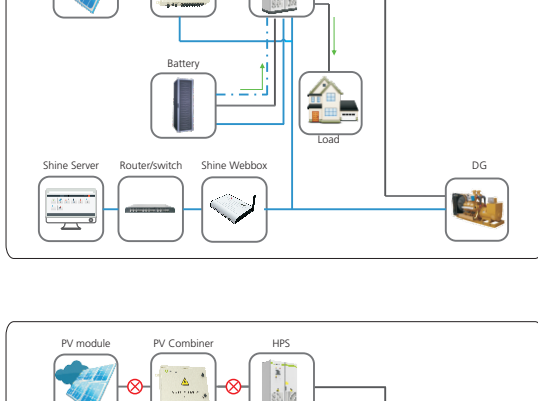 Battery
Load
Shine Server Router/switch Shine Webbox DG
PV module PV Combiner HPS